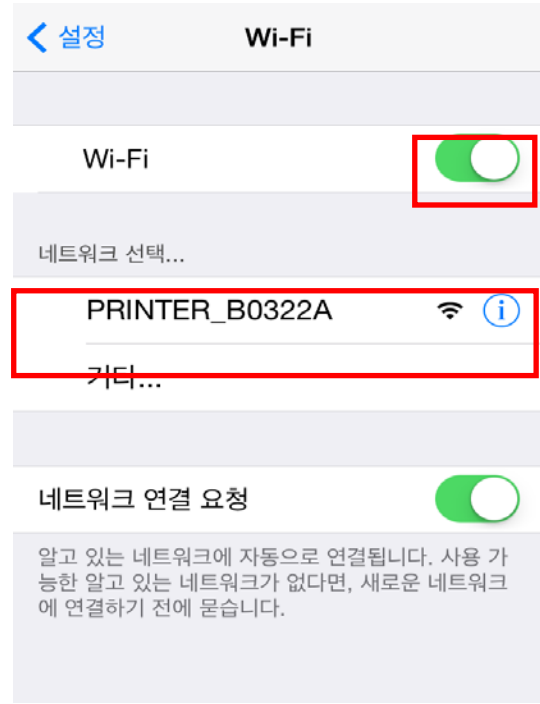 설정
Wi-Fi
Wi-Fi
네트워크 선택...
PRINTER_B0322A
기타...
네트워크 연결 요청
알고 있는 네트워크에 자동으로 연결됩니다. 사용 가
능한 알고 있는 네트워크가 없다면, 새로운 네트워크
에 연결하기 전에 묻습니다.